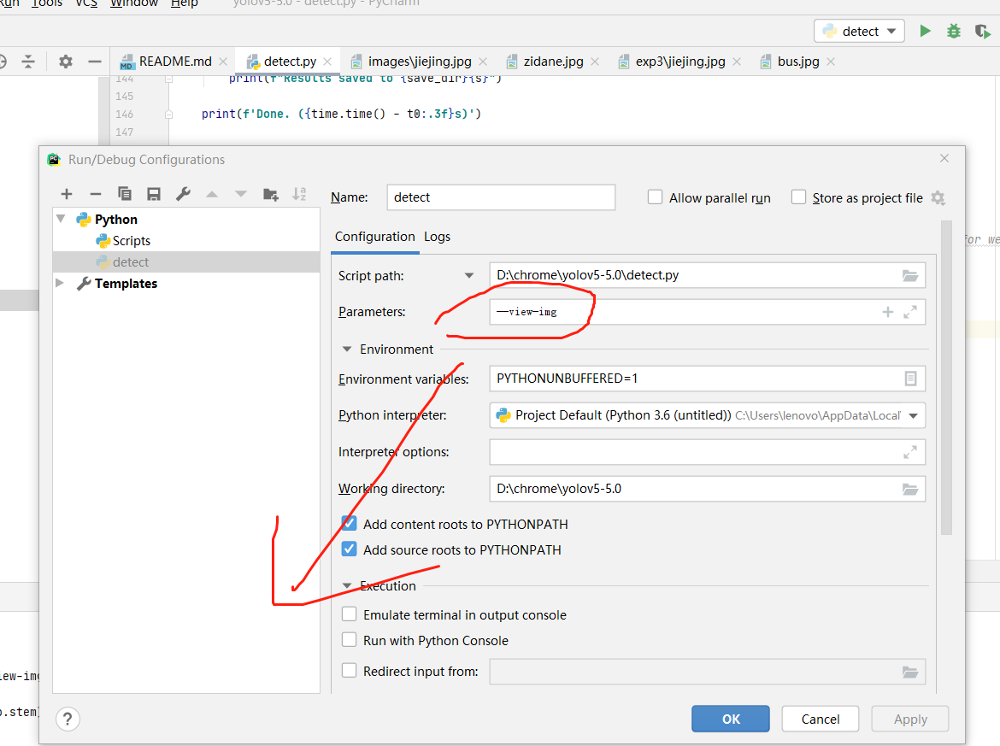 Run Tools VCS Window Help yolov5-5.0 - detect.py - PyCharm
detect
README.md detect.py images\jiejing.jpg zidane.jpg exp3\jiejing.jpg bus.jpg
144 print(f"Results saved to {save_dir}{s}")
145
146 print(f'Done. ({time.time() - t0:.3f}s)')
147
Run/Debug Configurations
Name: detect Allow parallel run Store as project file
Python
Scripts
detect
Templates
Configuration Logs
for we
Script path: D:\chrome\yolov5-5.0\detect.py
Parameters: --view-img
Environment
Environment variables: PYTHONUNBUFFERED=1
Python interpreter: Project Default (Python 3.6 (untitled)) C:\Users\lenovo\AppData\Local
Interpreter options:
Working directory: D:\chrome\yolov5-5.0
Add content roots to PYTHONPATH
Add source roots to PYTHONPATH
Execution
Emulate terminal in output console
Run with Python Console
Redirect input from:
iew-img
p.stem)
? OK Cancel Apply